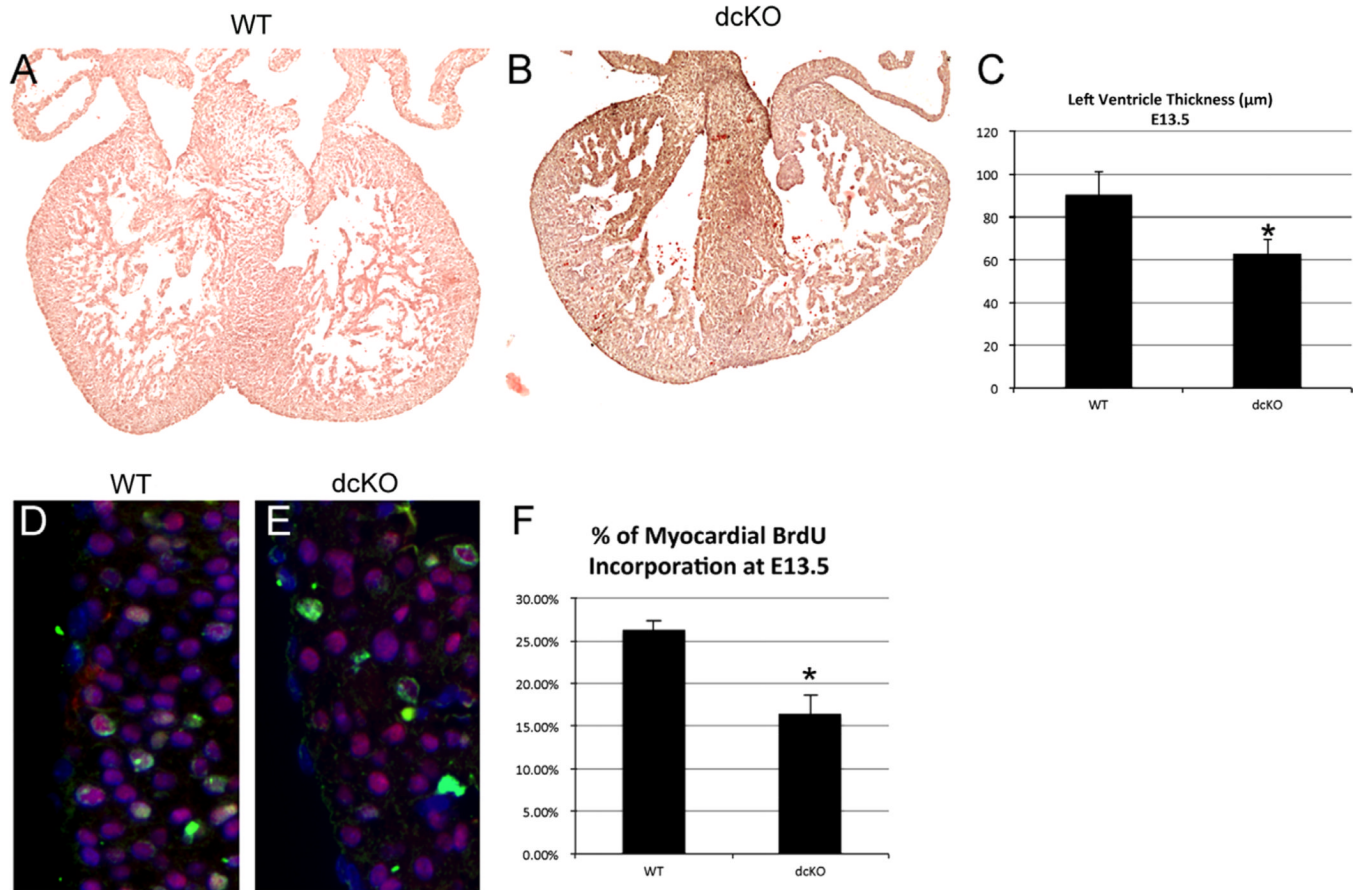 WT
dcKO
A
B
C
Left Ventricle Thickness (µm)
E13.5
120
100
80
60
40
20
0
*
WT
dcKO
WT
dcKO
D
E
F
% of Myocardial BrdU
Incorporation at E13.5
30.00%
25.00%
20.00%
15.00%
10.00%
5.00%
0.00%
*
WT
dcKO